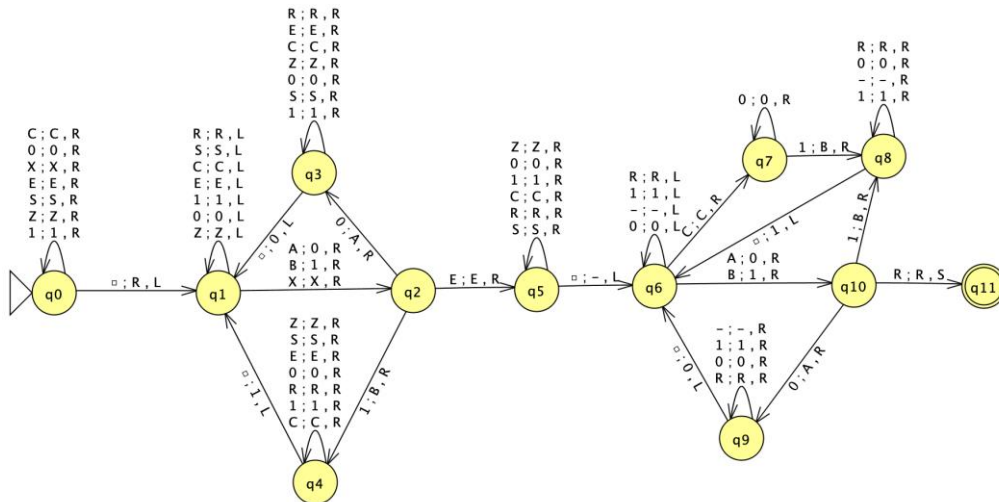 R;R,R
E;E,R
C;C,R
Z;Z,R
0;0,R
S;S,R
1;1,R
R;R,R
0;0,R
-;-,R
1;1,R
C;C,R
0;0,R
X;X,R
E;E,R
S;S,R
Z;Z,R
1;1,R
R;R,L
S;S,L
C;C,L
E;E,L
1;1,L
0;0,L
Z;Z,L
0;0,R
q7
1;B,R
q8
Z;Z,R
0;0,R
1;1,R
C;C,R
R;R,R
S;S,R
R;R,L
1;1,L
-;-,L
0;0,L
q3
□;0,L
0;A,R
C;C,R
□;1,L
1;B,R
q0
□;R,L
q1
A;0,R
B;1,R
X;X,R
q2
E;E,R
q5
□;-,L
q6
A;0,R
B;1,R
q10
R;R,S
q11
Z;Z,R
S;S,R
E;E,R
0;0,R
R;R,R
1;1,R
C;C,R
□;1,L
1;B,R
-;-,R
1;1,R
0;0,R
R;R,R
□;0,L
0;A,R
q9
q4